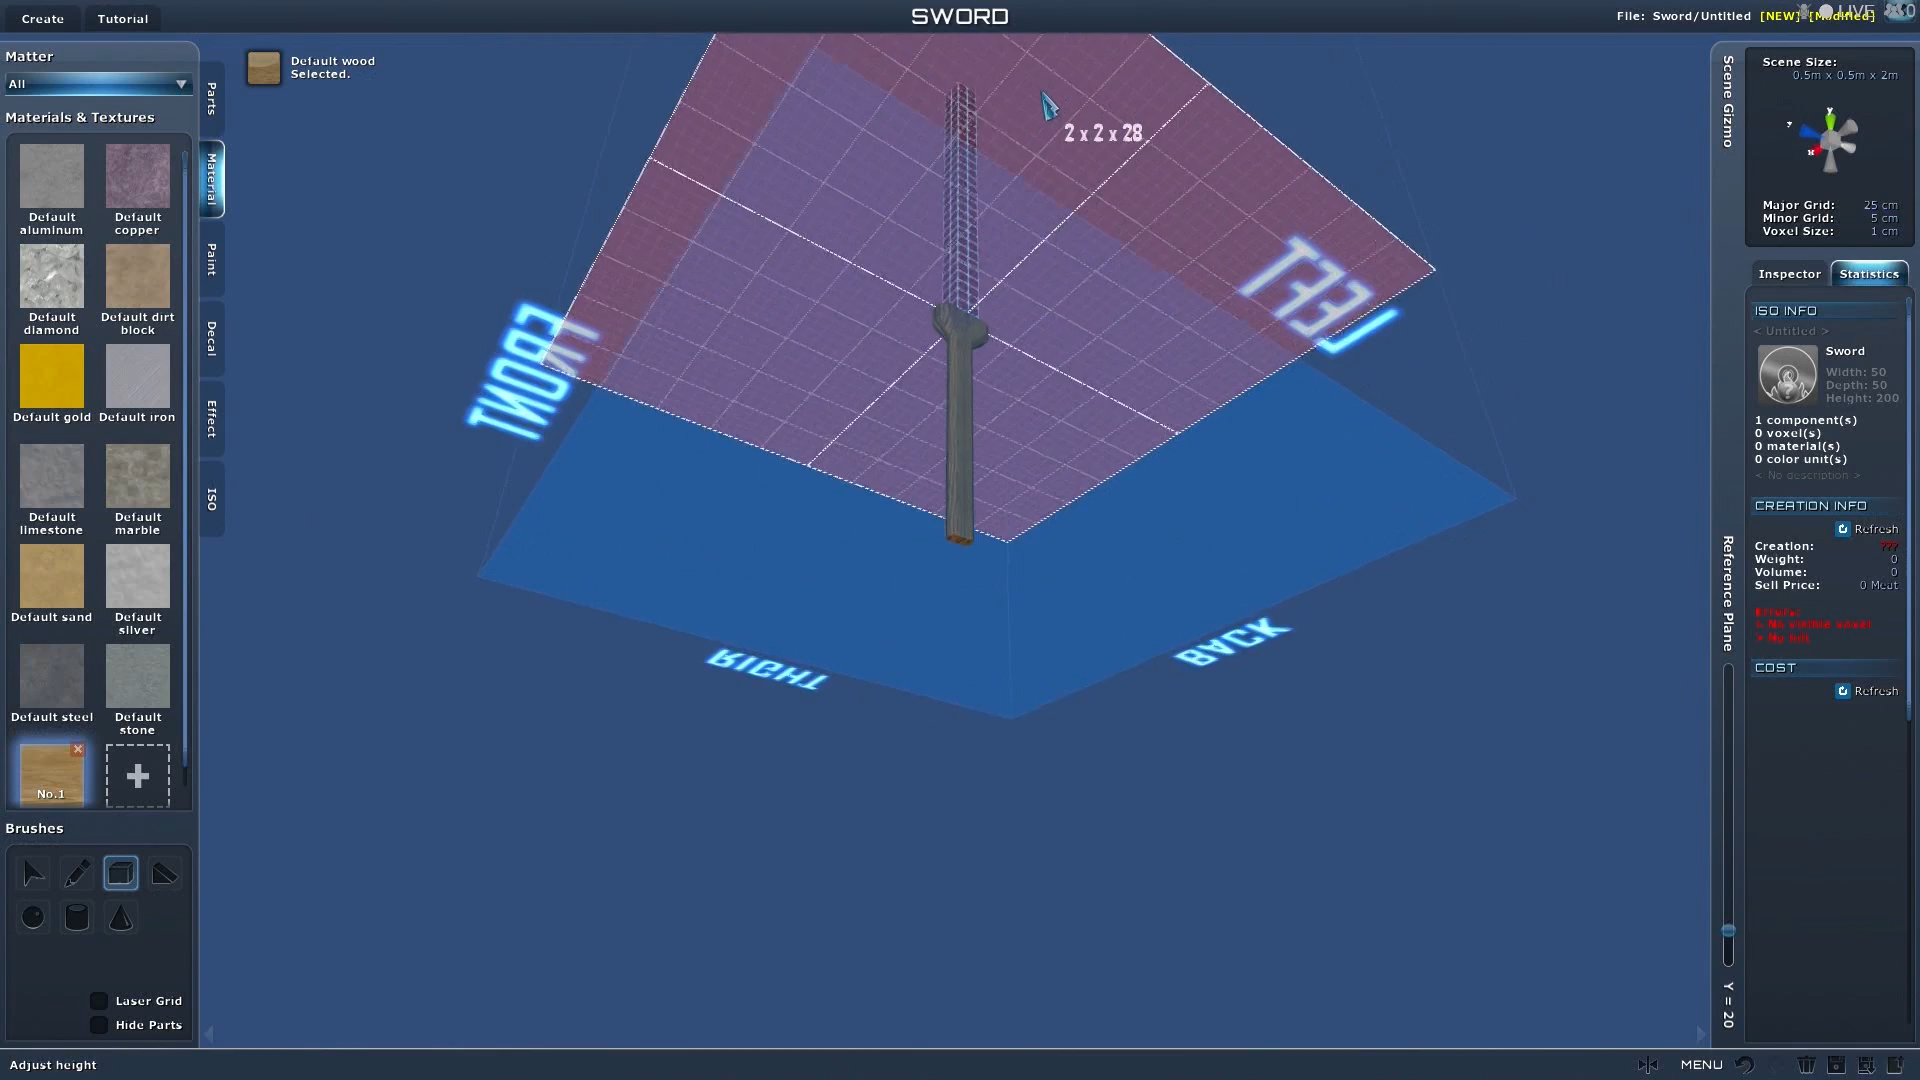 Create
Tutorial
SWORD
File: Sword/Untitled [NEW] [Modified]
LIVE
Matter
All
Materials & Textures
Default aluminum
Default copper
Default diamond
Default dirt block
Default gold
Default iron
Default limestone
Default marble
Default sand
Default silver
Default steel
Default stone
No.1
Parts
Material
Paint
Decal
Effect
ISO
Default wood
Selected.
2 x 2 x 28
FRONT
LEFT
RIGHT
BACK
Brushes
Laser Grid
Hide Parts
Adjust height
Scene Gizmo
Scene Size:
0.5m x 0.5m x 2m
Major Grid: 25 cm
Minor Grid: 5 cm
Voxel Size: 1 cm
Inspector
Statistics
ISO INFO
< Untitled >
Sword
Width: 50
Depth: 50
Height: 200
1 component(s)
0 voxel(s)
0 material(s)
0 color unit(s)
< No description >
CREATION INFO
Refresh
Creation: ???
Weight: 0
Volume: 0
Sell Price: 0 Meat
> No visible voxel
COST
Refresh
Reference Plane
Y = 20
MENU